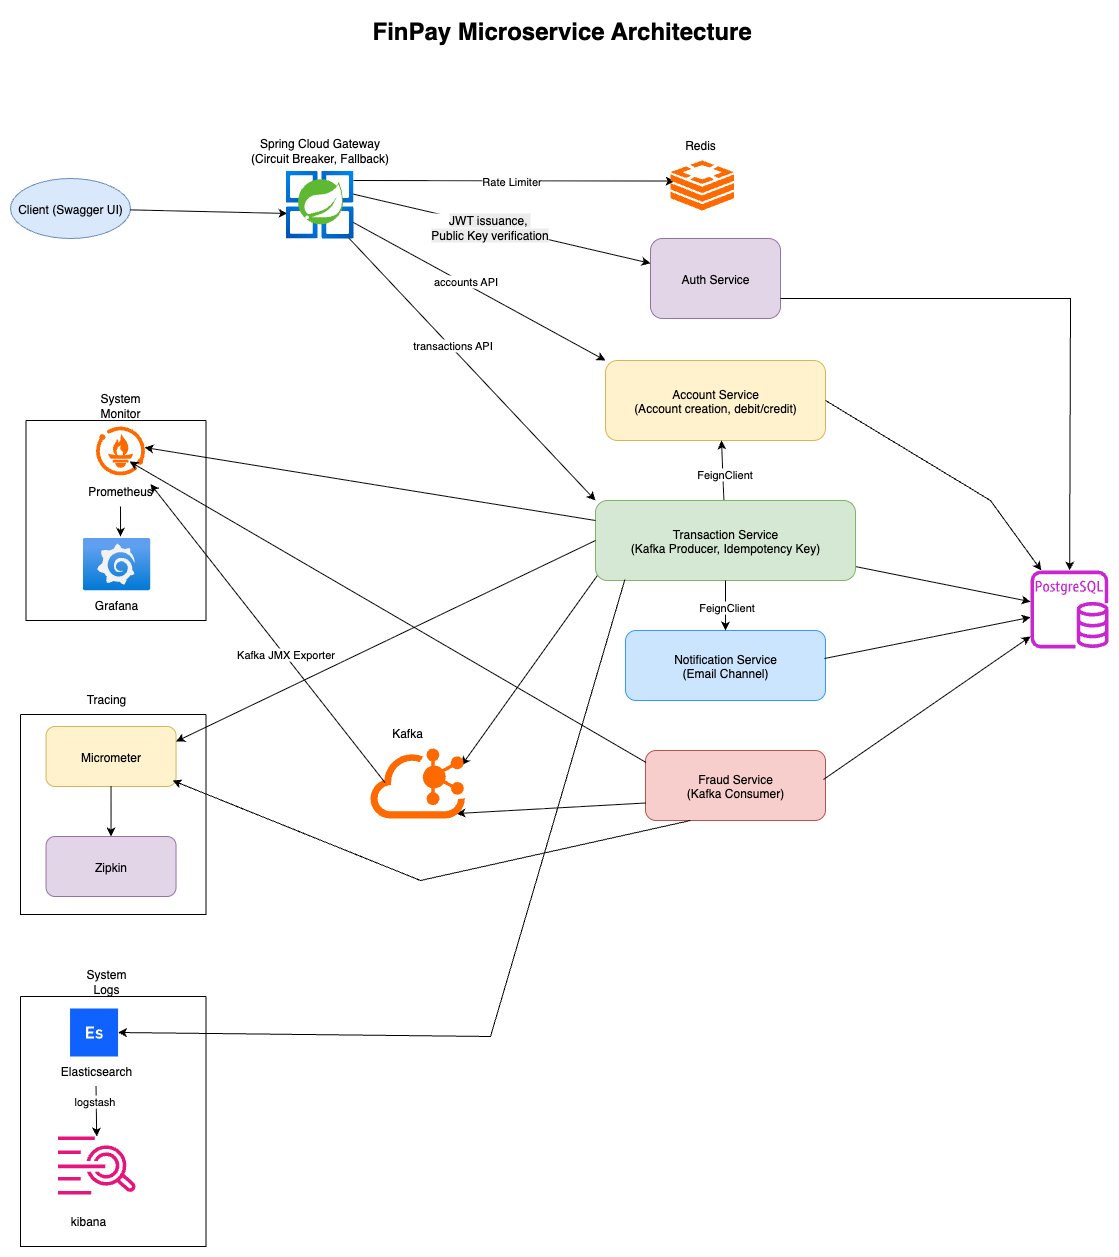 FinPay Microservice Architecture
Spring Cloud Gateway
(Circuit Breaker, Fallback)
Redis
Client (Swagger UI)
Rate Limiter
JWT issuance,
Public Key verification
Auth Service
accounts API
transactions API
Account Service
(Account creation, debit/credit)
System
Monitor
FeignClient
Prometheus
Transaction Service
(Kafka Producer, Idempotency Key)
PostgreSQL
Grafana
FeignClient
Kafka JMX Exporter
Notification Service
(Email Channel)
Tracing
Kafka
Micrometer
Fraud Service
(Kafka Consumer)
Zipkin
System
Logs
Es
Elasticsearch
logstash
kibana